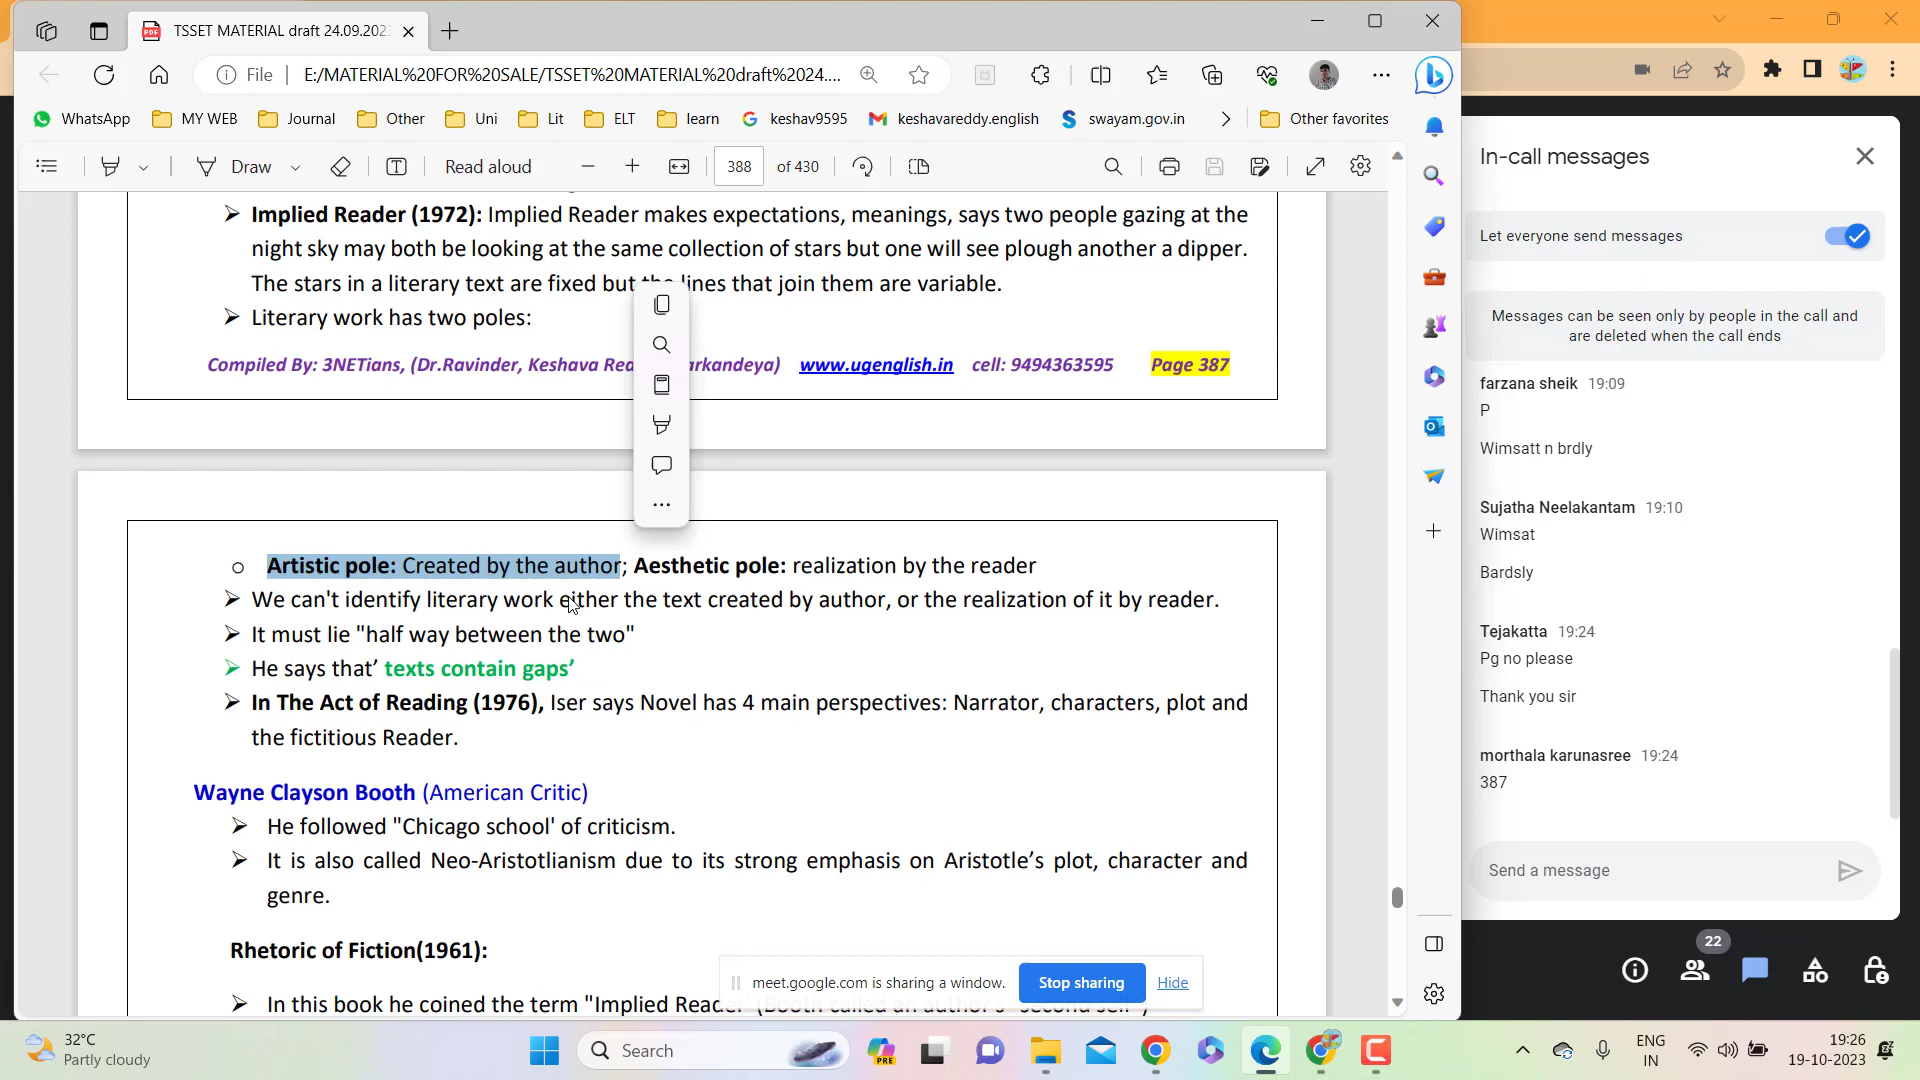 TSSET MATERIAL draft 24.09.202
File
E:/MATERIAL%20FOR%20SALE/TSSET%20MATERIAL%20draft%2024....
WhatsApp
MY WEB
Journal
Other
Uni
Lit
ELT
learn
keshav9595
keshavareddy.english
swayam.gov.in
Other favorites
Draw
Read aloud
388
of 430
Implied Reader (1972): Implied Reader makes expectations, meanings, says two people gazing at the
night sky may both be looking at the same collection of stars but one will see plough another a dipper.
The stars in a literary text are fixed but the lines that join them are variable.
Literary work has two poles:
Compiled By: 3NETians, (Dr.Ravinder, Keshava Red arkandeya) www.ugenglish.in cell: 9494363595 Page 387
Artistic pole: Created by the author; Aesthetic pole: realization by the reader
We can't identify literary work either the text created by author, or the realization of it by reader.
It must lie "half way between the two"
He says that’ texts contain gaps’
In The Act of Reading (1976), Iser says Novel has 4 main perspectives: Narrator, characters, plot and
the fictitious Reader.
Wayne Clayson Booth (American Critic)
He followed "Chicago school' of criticism.
It is also called Neo-Aristotlianism due to its strong emphasis on Aristotle’s plot, character and
genre.
Rhetoric of Fiction(1961):
In this book he coined the term "Implied Reader" (Booth called an author's "second self")
meet.google.com is sharing a window.
Stop sharing
Hide
In-call messages
Let everyone send messages
Messages can be seen only by people in the call and
are deleted when the call ends
farzana sheik 19:09
P
Wimsatt n brdly
Sujatha Neelakantam 19:10
Wimsat
Bardsly
Tejakatta 19:24
Pg no please
Thank you sir
morthala karunasree 19:24
387
Send a message
22
32°C
Partly cloudy
Search
PRE
ENG
IN
19:26
19-10-2023